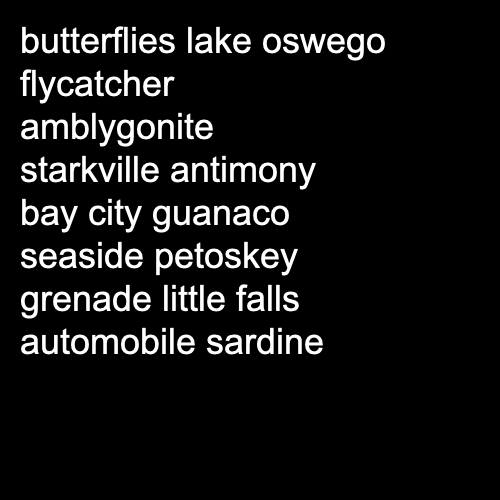 butterflies lake oswego
flycatcher
amblygonite
starkville antimony
bay city guanaco
seaside petoskey
grenade little falls
automobile sardine